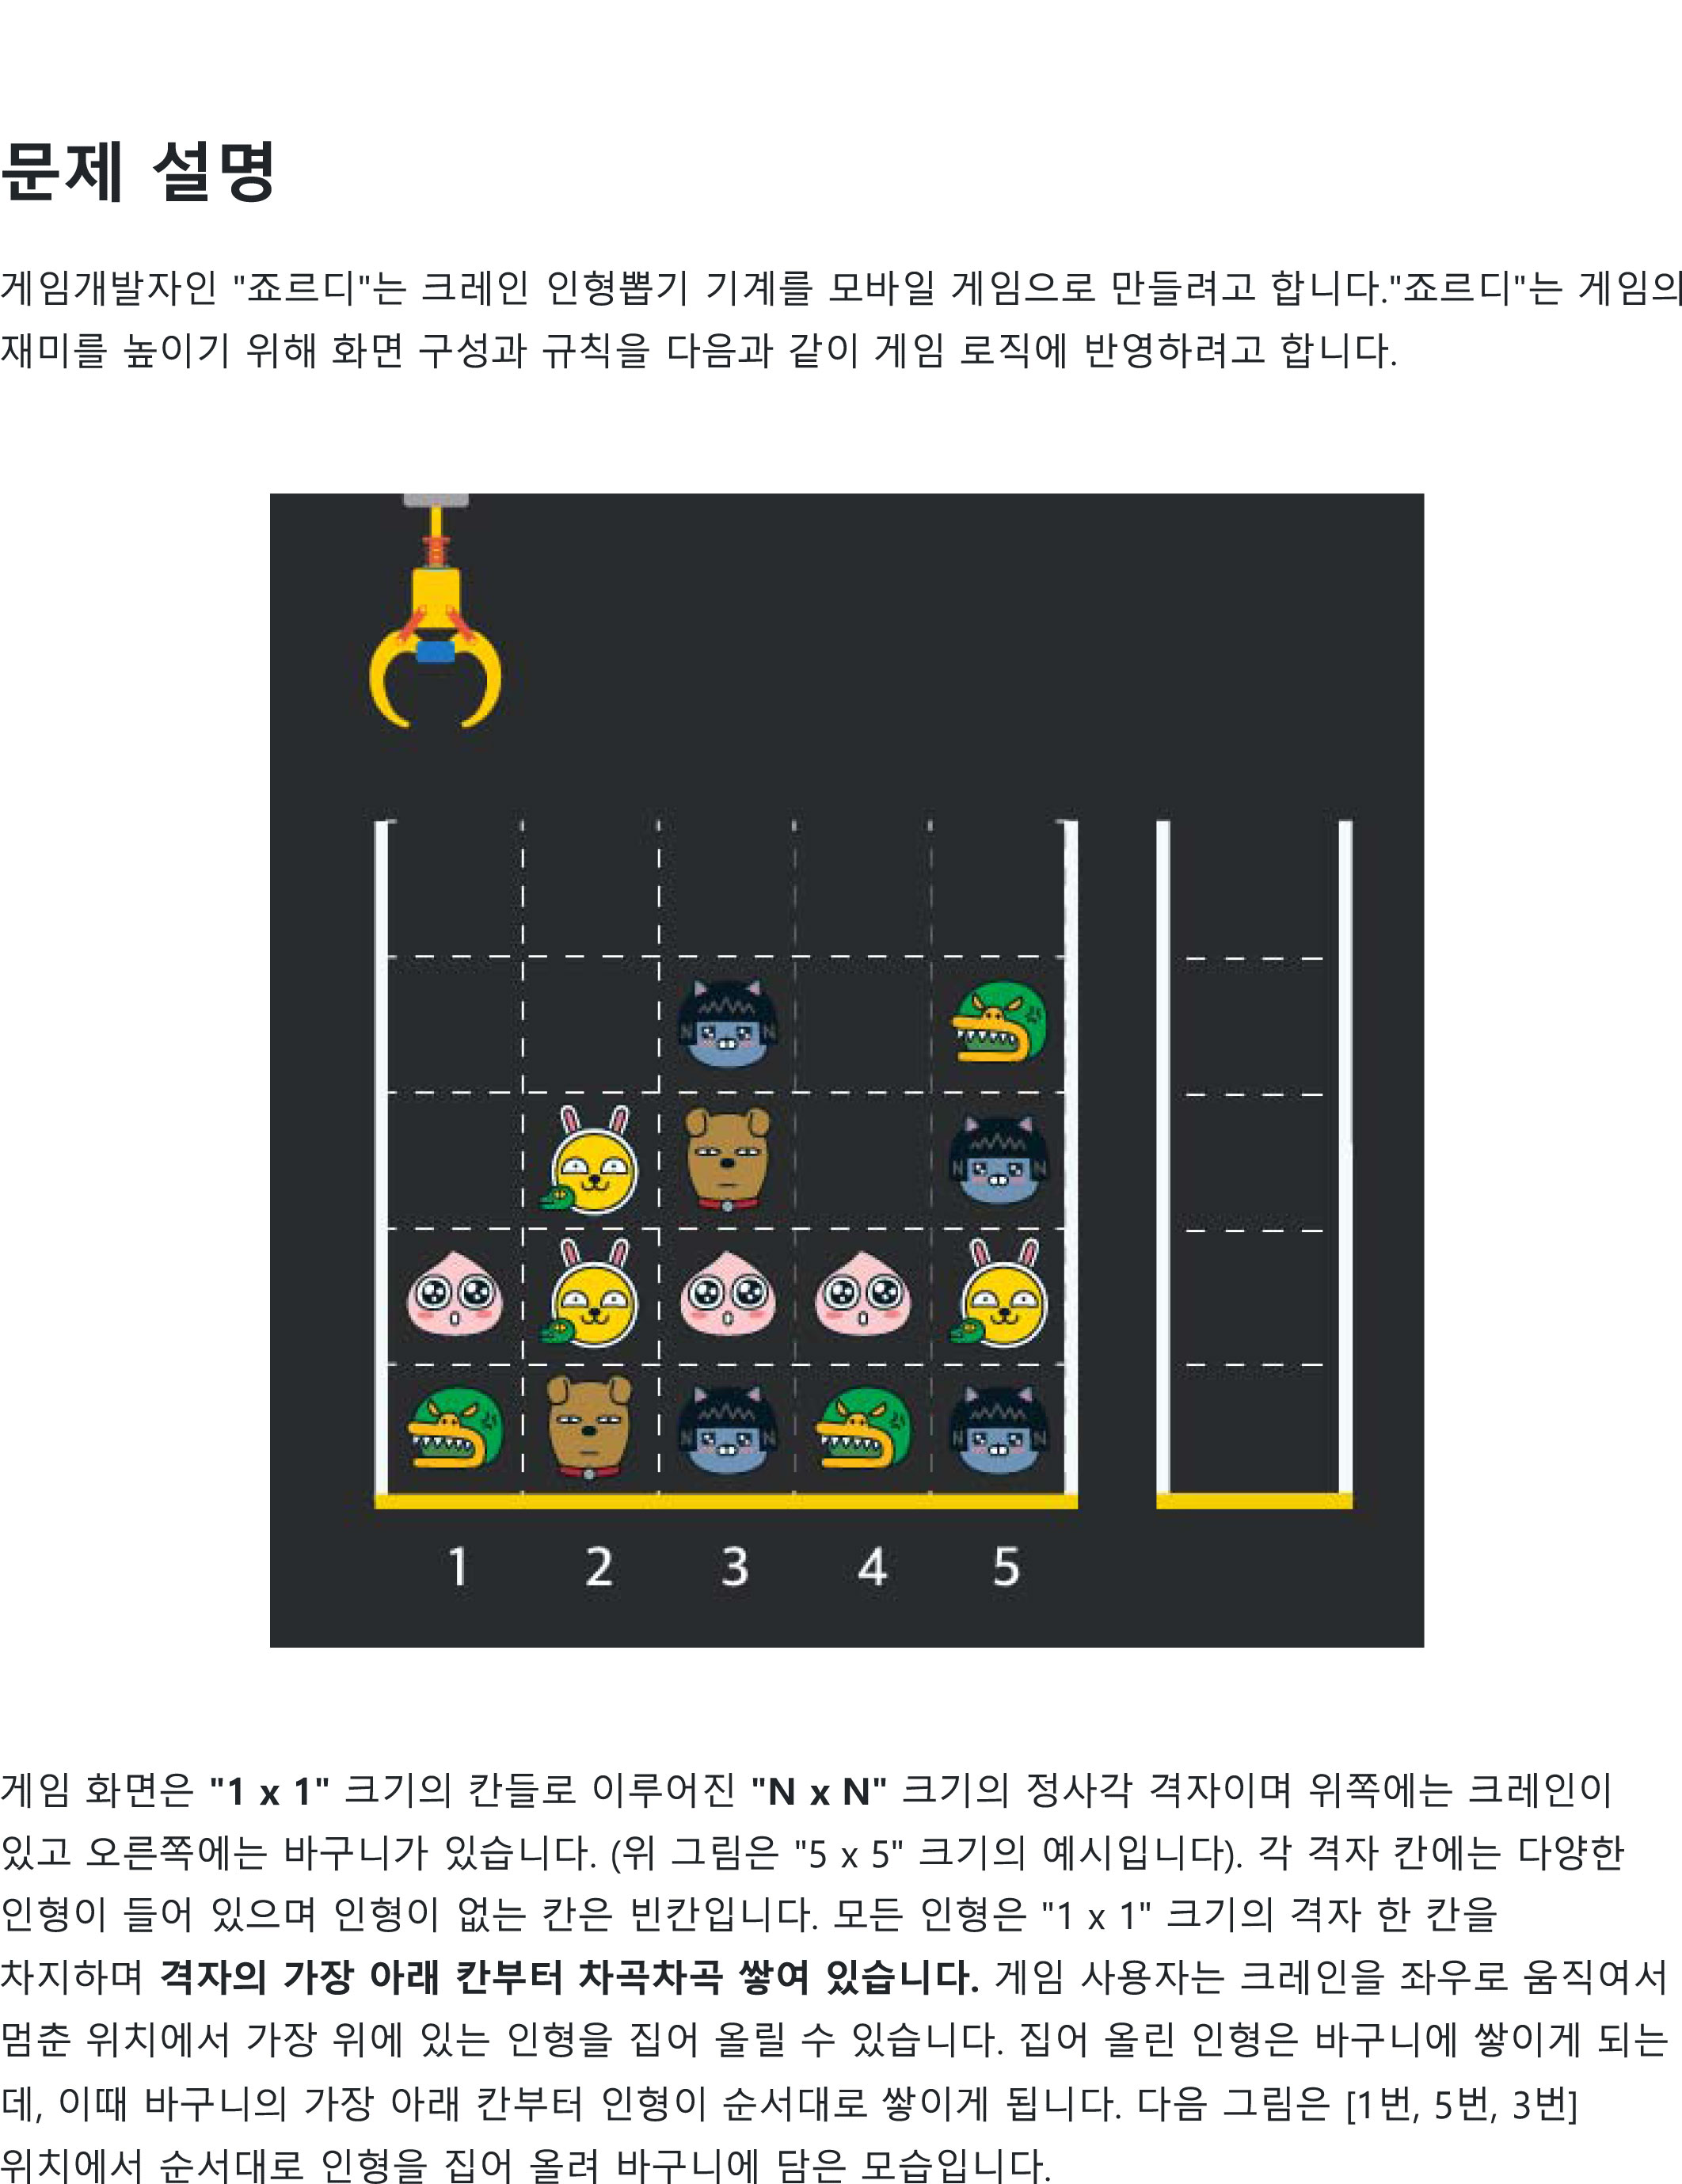 문제 설명
게임개발자인 "죠르디"는 크레인 인형뽑기 기계를 모바일 게임으로 만들려고 합니다."죠르디"는 게임의
재미를 높이기 위해 화면 구성과 규칙을 다음과 같이 게임 로직에 반영하려고 합니다.
1 2 3 4 5
게임 화면은 "1 x 1" 크기의 칸들로 이루어진 "N x N" 크기의 정사각 격자이며 위쪽에는 크레인이
있고 오른쪽에는 바구니가 있습니다. (위 그림은 "5 x 5" 크기의 예시입니다). 각 격자 칸에는 다양한
인형이 들어 있으며 인형이 없는 칸은 빈칸입니다. 모든 인형은 "1 x 1" 크기의 격자 한 칸을
차지하며 격자의 가장 아래 칸부터 차곡차곡 쌓여 있습니다. 게임 사용자는 크레인을 좌우로 움직여서
멈춘 위치에서 가장 위에 있는 인형을 집어 올릴 수 있습니다. 집어 올린 인형은 바구니에 쌓이게 되는
데, 이때 바구니의 가장 아래 칸부터 인형이 순서대로 쌓이게 됩니다. 다음 그림은 [1번, 5번, 3번]
위치에서 순서대로 인형을 집어 올려 바구니에 담은 모습입니다.